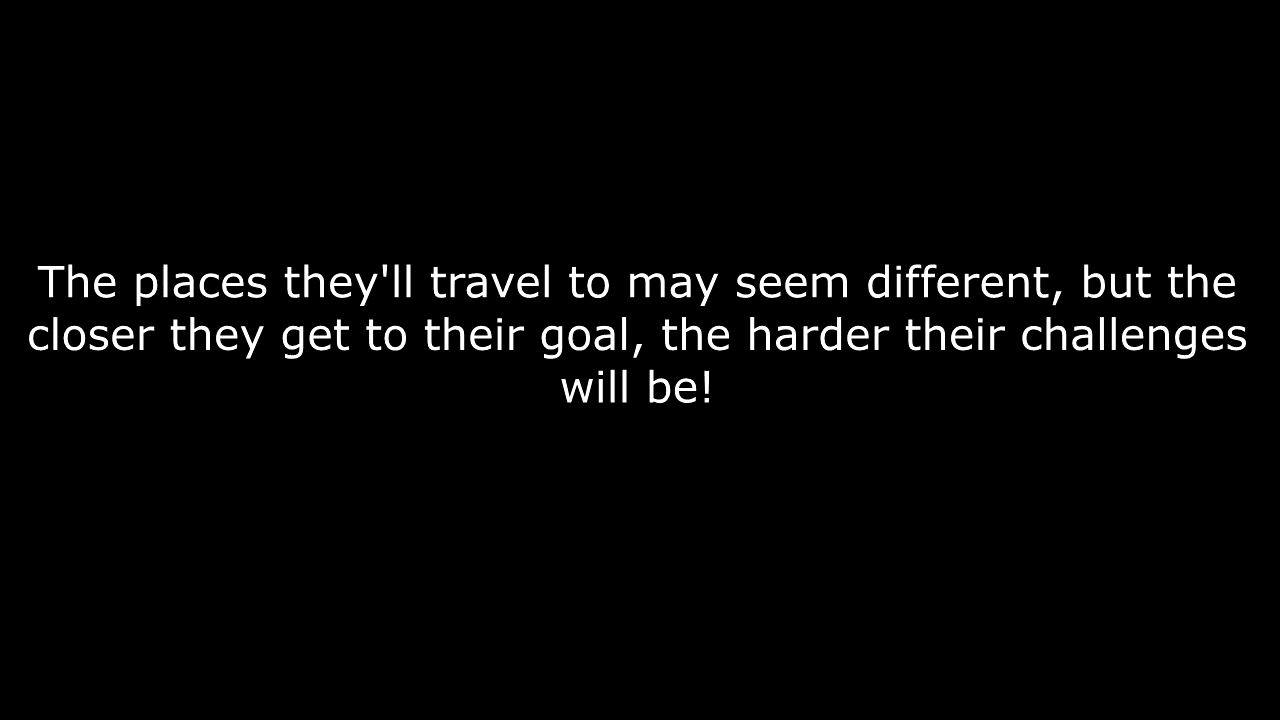 The places they'll travel to may seem different, but the
closer they get to their goal, the harder their challenges
will be!